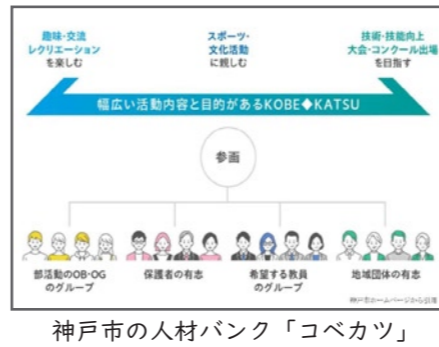 趣味・交流
レクリエーション
を楽しむ
スポーツ・
文化活動
に親しむ
技術・技能向上
大会・コンクール出場
を目指す
幅広い活動内容と目的があるKOBE◆KATSU
参画
部活動のOB・OG
のグループ
保護者の有志
希望する教員
のグループ
地域団体の有志
神戸市ホームページから引用
神戸市の人材バンク「コベカツ」